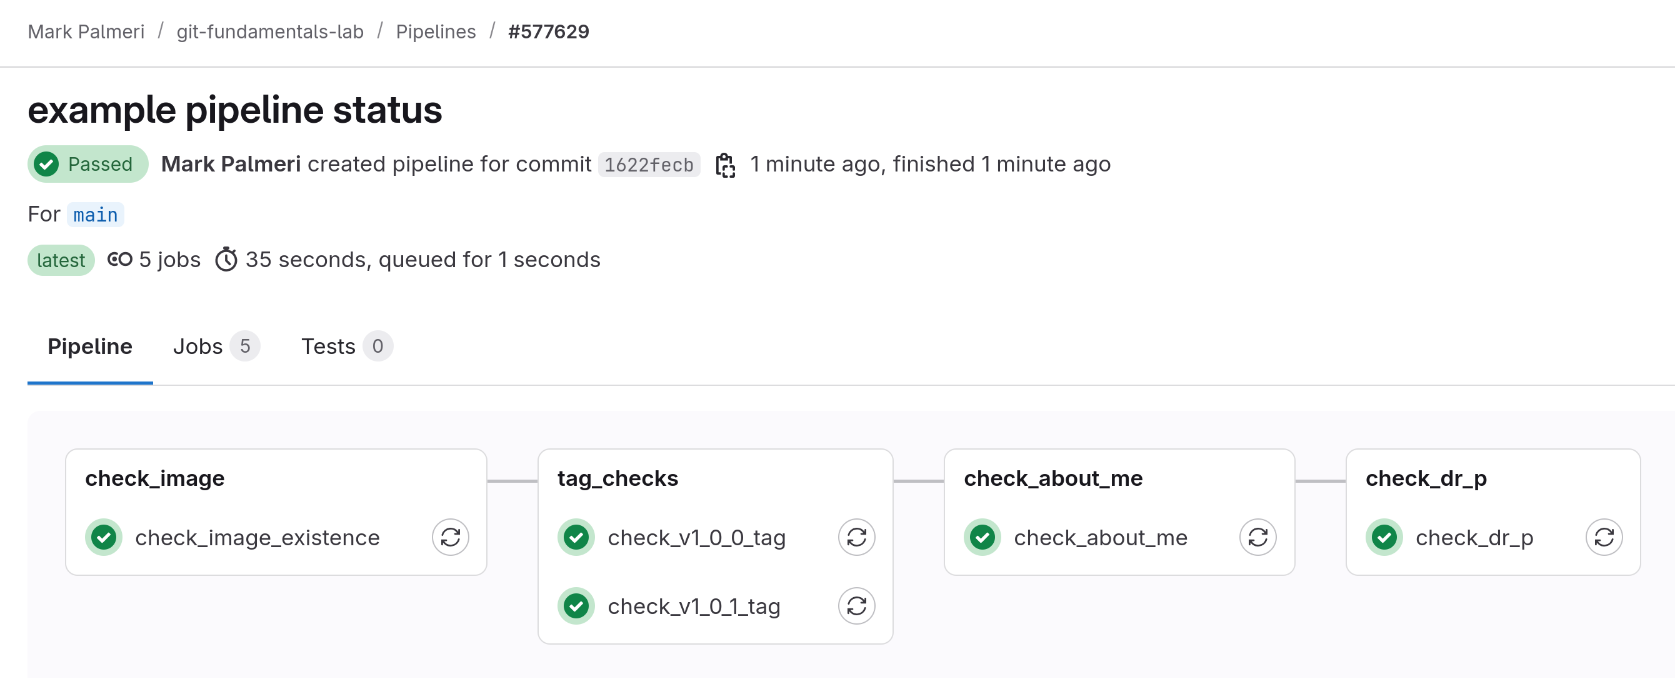 Mark Palmeri / git-fundamentals-lab / Pipelines / #577629
example pipeline status
Passed Mark Palmeri created pipeline for commit 1622fecb 1 minute ago, finished 1 minute ago
For main
latest 5 jobs 35 seconds, queued for 1 seconds
Pipeline Jobs 5 Tests 0
check_image
check_image_existence
tag_checks
check_v1_0_0_tag
check_v1_0_1_tag
check_about_me
check_about_me
check_dr_p
check_dr_p